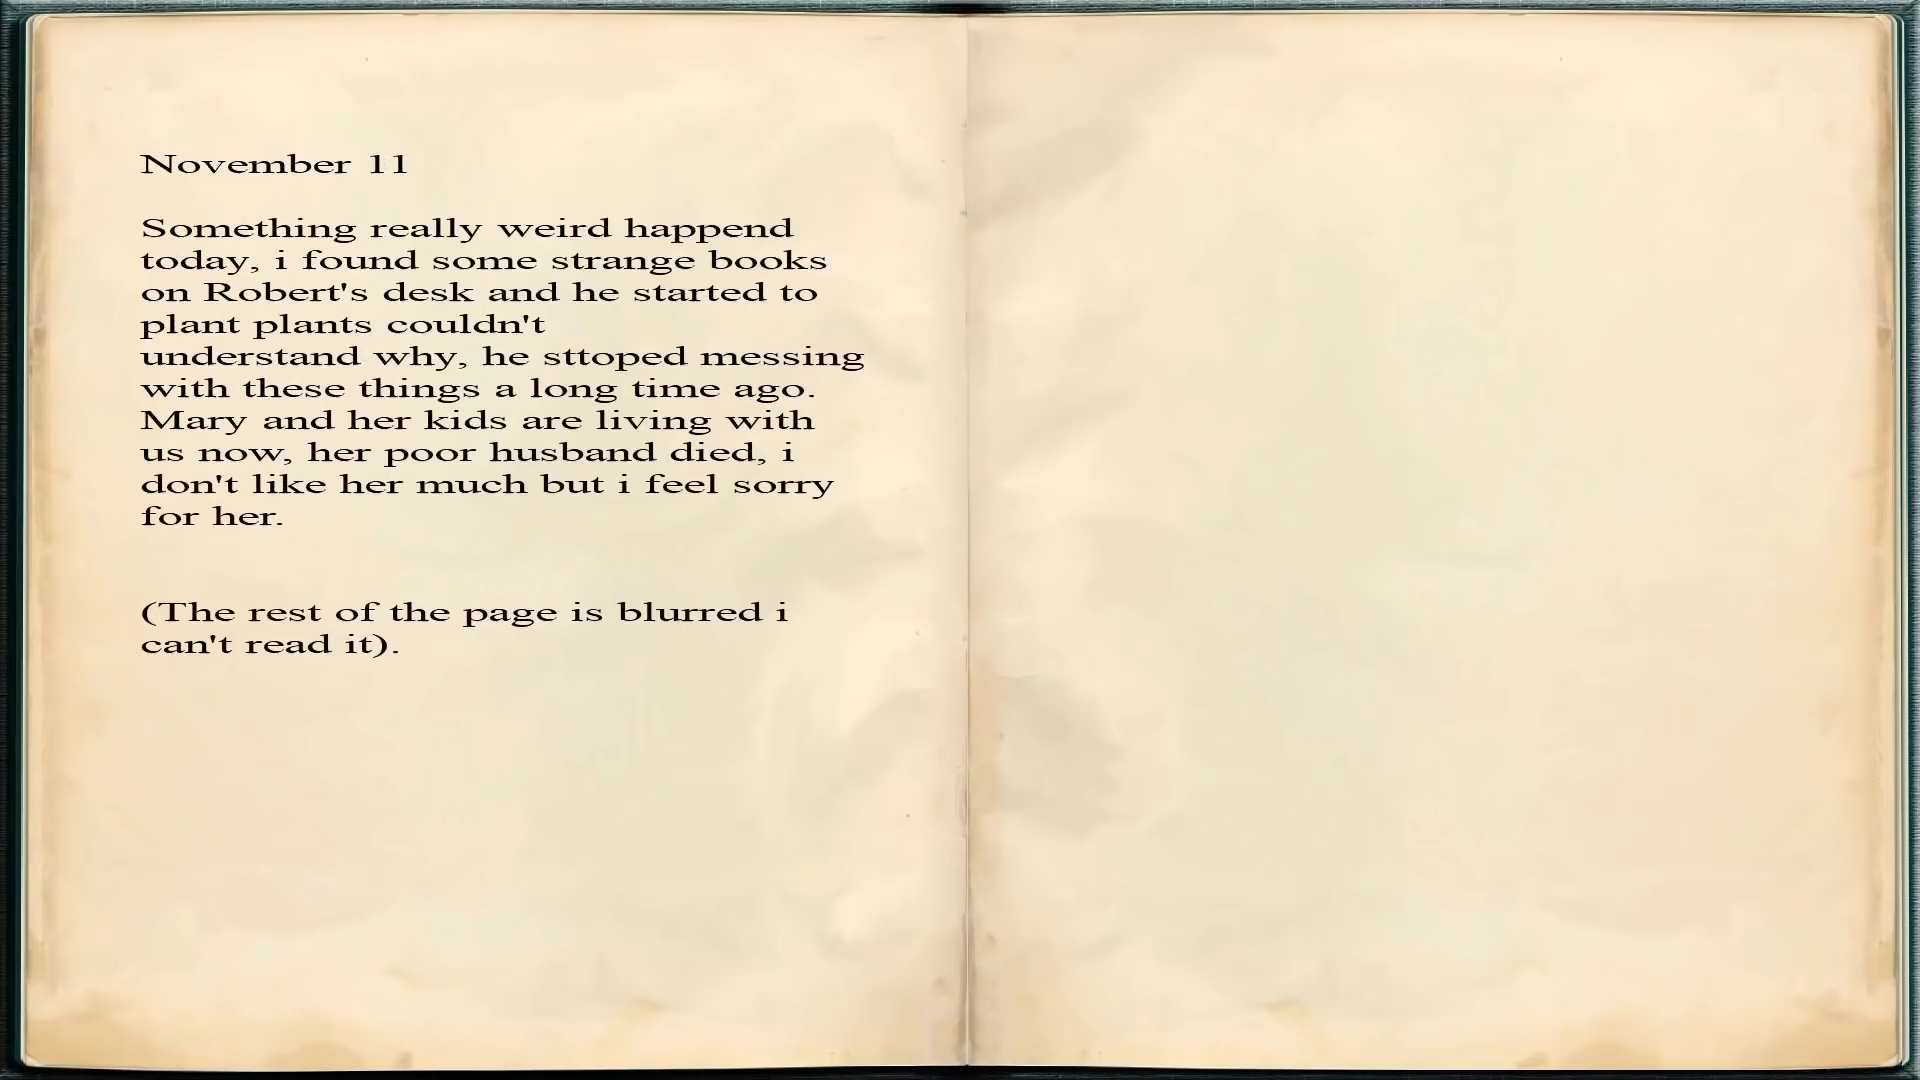 November 11
Something really weird happend
today, i found some strange books
on Robert's desk and he started to
plant plants couldn't
understand why, he sttoped messing
with these things a long time ago.
Mary and her kids are living with
us now, her poor husband died, i
don't like her much but i feel sorry
for her.
(The rest of the page is blurred i
can't read it).